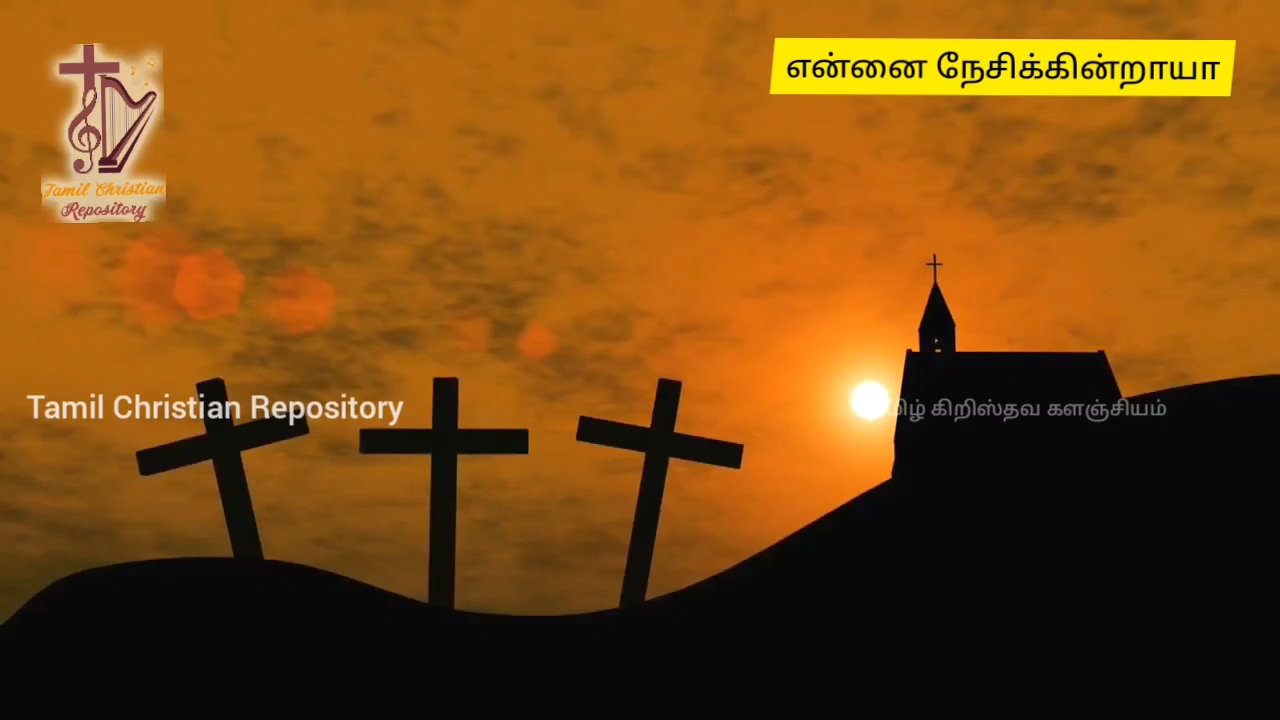 என்னை நேசிக்கின்றாயா
Tamil Christian
Repository
Tamil Christian Repository
கிறிஸ்தவ களஞ்சியம்